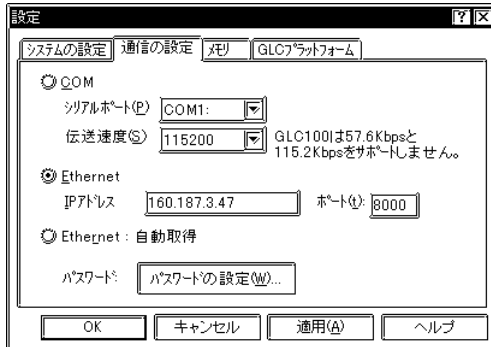 設定
システムの設定 通信の設定 ﾒﾓﾘ GLCﾌﾟﾗｯﾄﾌｫｰﾑ
COM
ｼﾘｱﾙﾎﾟｰﾄ(P) COM1:
伝送速度(S) 115200
GLC100は57.6Kbpsと
115.2Kbpsをｻﾎﾟｰﾄしません。
Ethernet
IPｱﾄﾞﾚｽ 160.187.3.47 ﾎﾟｰﾄ(t): 8000
Ethernet : 自動取得
ﾊﾟｽﾜｰﾄﾞ: ﾊﾟｽﾜｰﾄﾞの設定(W)...
OK キャンセル 適用(A) ヘルプ